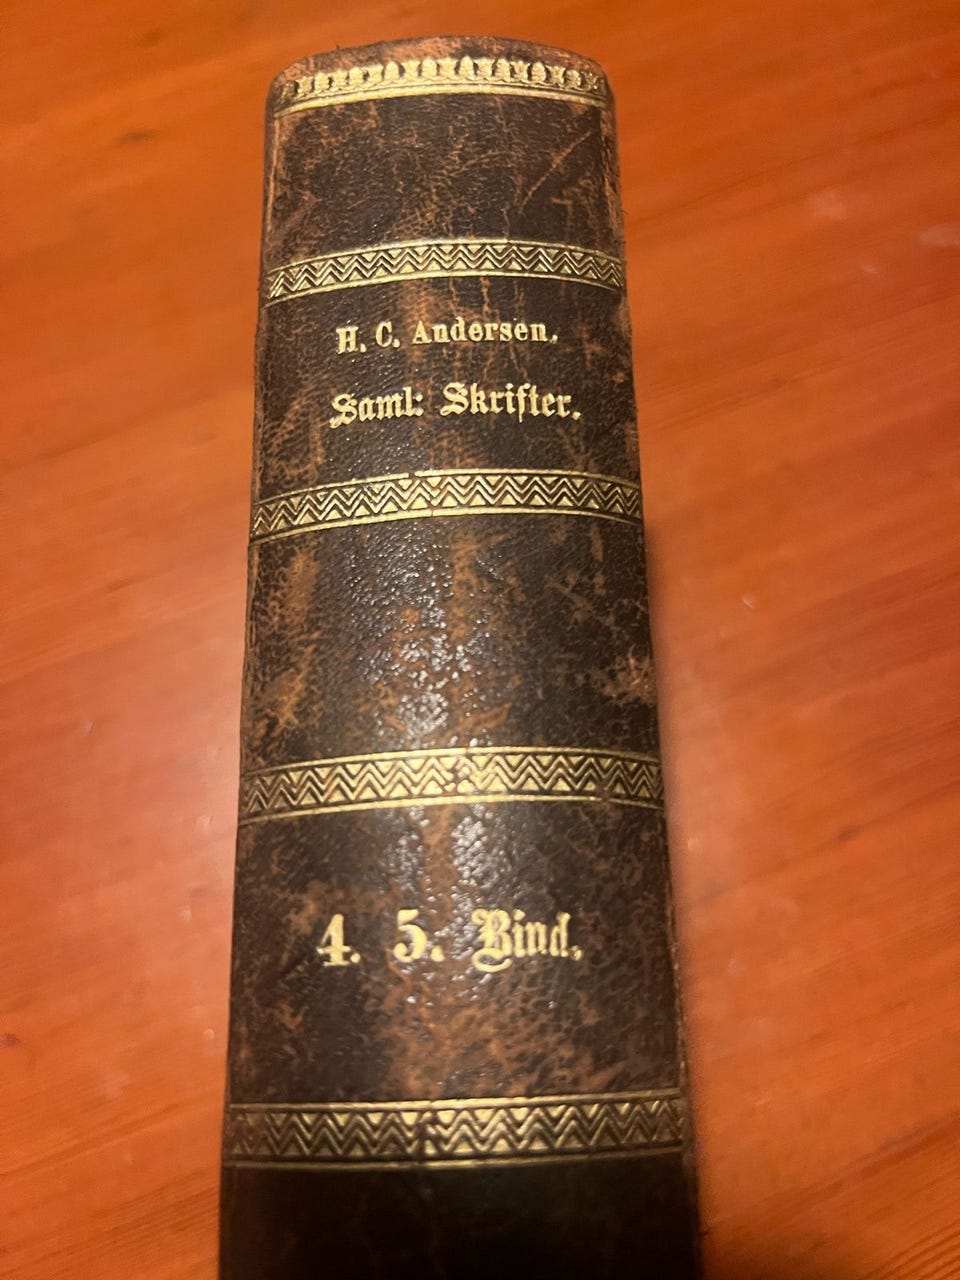 H. C. Andersen.
Saml: Skrifter.
4. 5. Bind.